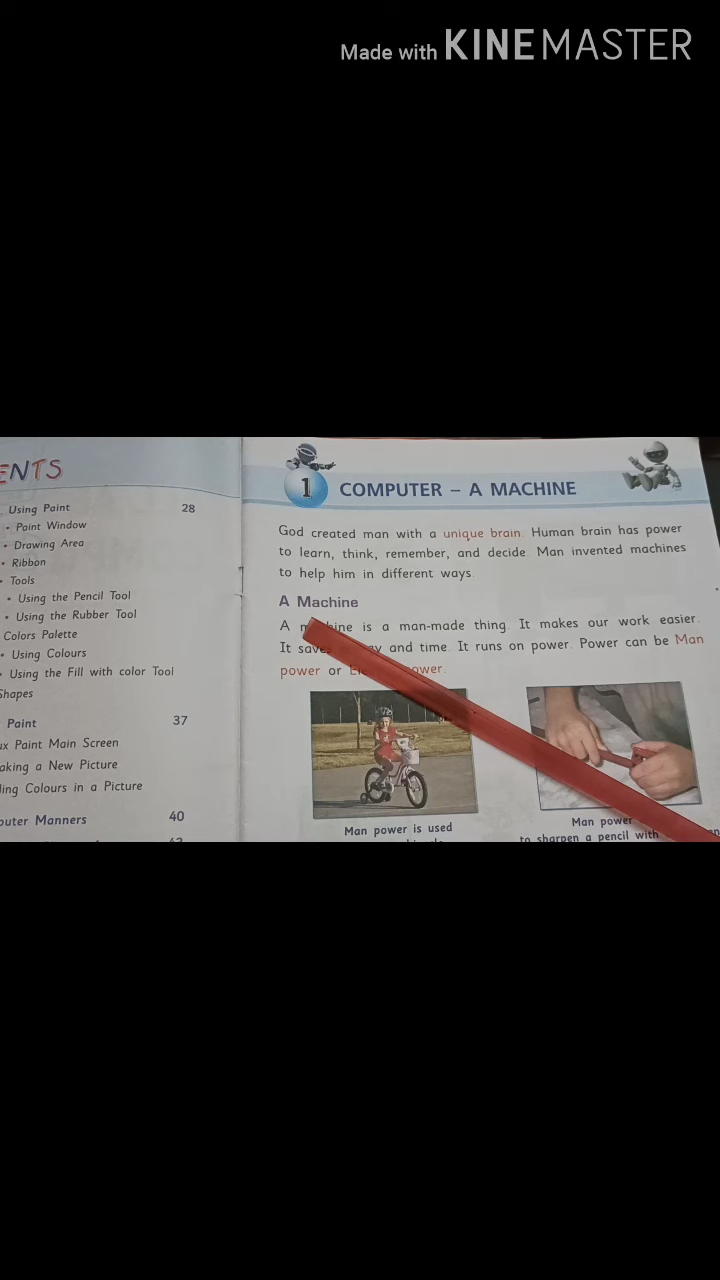 Made with KINEMASTER
ENTS
Using Paint 28
• Paint Window
• Drawing Area
• Ribbon
• Tools
• Using the Pencil Tool
• Using the Rubber Tool
Colors Palette
• Using Colours
• Using the Fill with color Tool
Shapes
Paint 37
ux Paint Main Screen
aking a New Picture
ling Colours in a Picture
puter Manners 40
1 COMPUTER – A MACHINE
God created man with a unique brain. Human brain has power
to learn, think, remember, and decide. Man invented machines
to help him in different ways.
A Machine
A is a man-made thing. It makes our work easier.
It and time. It runs on power. Power can be Man
power or
Man power is used
Man power
to sharpen a pencil with